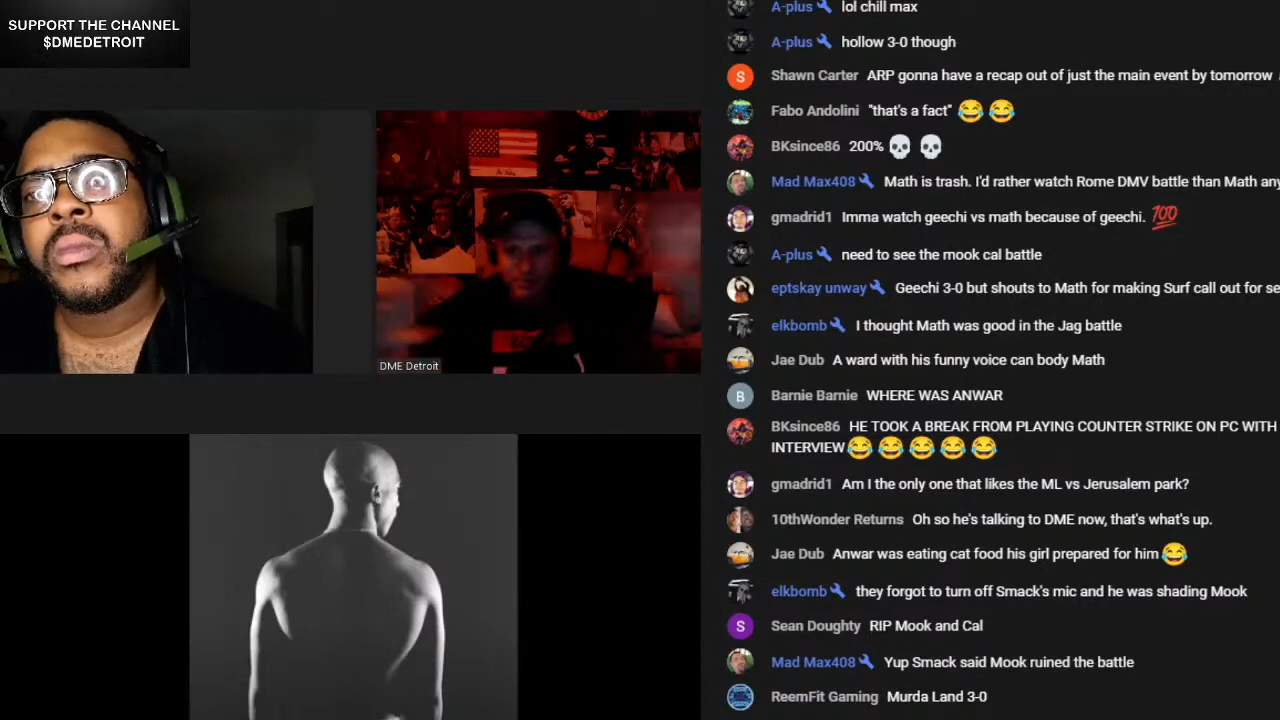 SUPPORT THE CHANNEL
$DMEDETROIT
DME Detroit
A-plus lol chill max
A-plus hollow 3-0 though
S Shawn Carter ARP gonna have a recap out of just the main event by tomorrow
Fabo Andolini "that's a fact" 😂 😂
BKsince86 200% 💀 💀
Mad Max408 Math is trash. I'd rather watch Rome DMV battle than Math any
gmadrid1 Imma watch geechi vs math because of geechi. 💯
A-plus need to see the mook cal battle
eptskay unway Geechi 3-0 but shouts to Math for making Surf call out for se
elkbomb I thought Math was good in the Jag battle
Jae Dub A ward with his funny voice can body Math
B Barnie Barnie WHERE WAS ANWAR
BKsince86 HE TOOK A BREAK FROM PLAYING COUNTER STRIKE ON PC WITH
INTERVIEW 😂 😂 😂 😂 😂
gmadrid1 Am I the only one that likes the ML vs Jerusalem park?
10thWonder Returns Oh so he's talking to DME now, that's what's up.
Jae Dub Anwar was eating cat food his girl prepared for him 😂
elkbomb they forgot to turn off Smack's mic and he was shading Mook
S Sean Doughty RIP Mook and Cal
Mad Max408 Yup Smack said Mook ruined the battle
ReemFit Gaming Murda Land 3-0